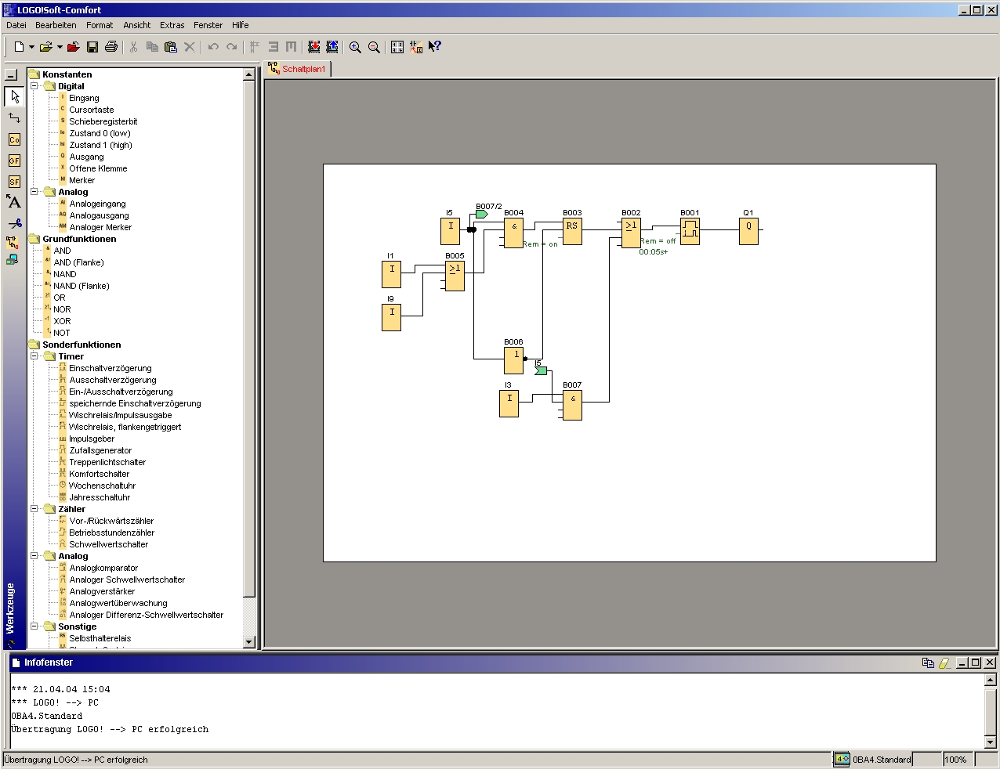 LOGO!Soft-Comfort
Datei Bearbeiten Format Ansicht Extras Fenster Hilfe
Schaltplan1
Konstanten
Digital
Eingang
Cursortaste
Schieberegisterbit
Zustand 0 (low)
Zustand 1 (high)
Ausgang
Offene Klemme
Merker
Analog
Analogeingang
Analogausgang
Analoger Merker
Grundfunktionen
AND
AND (Flanke)
NAND
NAND (Flanke)
OR
NOR
XOR
NOT
Sonderfunktionen
Timer
Einschaltverzögerung
Ausschaltverzögerung
Ein-/Ausschaltverzögerung
speichernde Einschaltverzögerung
Wischrelais/Impulsausgabe
Wischrelais, flankengetriggert
Impulsgeber
Zufallsgenerator
Treppenlichtschalter
Komfortschalter
Wochenschaltuhr
Jahresschaltuhr
Zähler
Vor-/Rückwärtszähler
Betriebsstundenzähler
Schwellwertschalter
Analog
Analogkomparator
Analoger Schwellwertschalter
Analogverstärker
Analogwertüberwachung
Analoger Differenz-Schwellwertschalter
Sonstige
Selbsthalterelais
Co
GF
SF
A
Werkzeuge
B007/2
I5 B004 B003 B002 B001 Q1
I & RS >1 Q
Rem = on
Rem = off
00:05s+
I1 B005
I >1
I9
I
B006
1
I5
I3 B007
I &
Infofenster
*** 21.04.04 15:04
*** LOGO! --> PC
0BA4.Standard
Übertragung LOGO! --> PC erfolgreich
Übertragung LOGO! --> PC erfolgreich 0BA4.Standard 100%